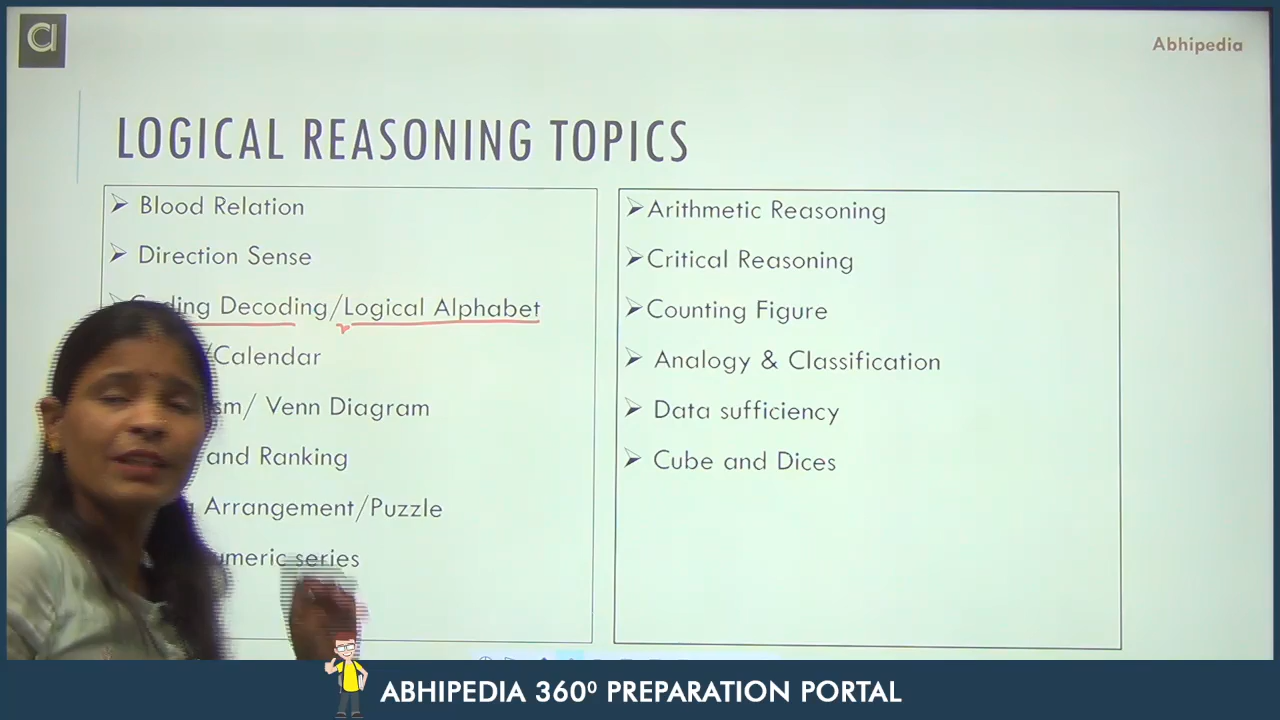 Abhipedia
LOGICAL REASONING TOPICS
Blood Relation
Direction Sense
Decoding/Logical Alphabet
/Calendar
Venn Diagram
and Ranking
Arrangement/Puzzle
series
Arithmetic Reasoning
Critical Reasoning
Counting Figure
Analogy & Classification
Data sufficiency
Cube and Dices
ABHIPEDIA 360⁰ PREPARATION PORTAL